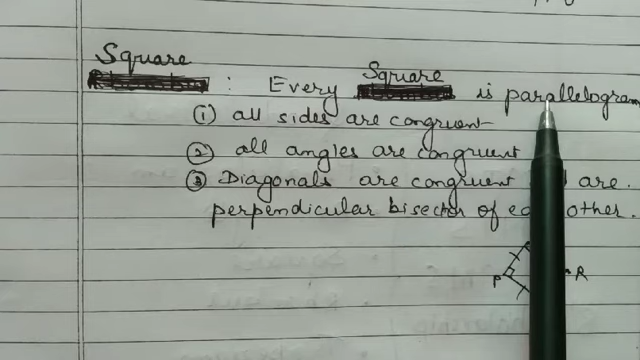 Square : Every Square is parallelogram
① all sides are congruent
② all angles are congruent
③ Diagonals are congruent are.
perpendicular bisector of other.
P R